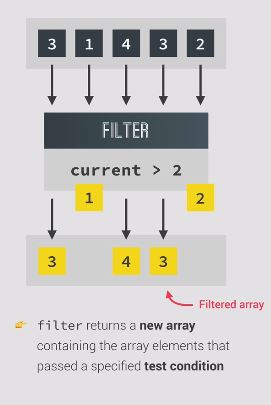 3 1 4 3 2
FILTER
current > 2
1 2
3 4 3
Filtered array
👉 filter returns a new array
containing the array elements that
passed a specified test condition